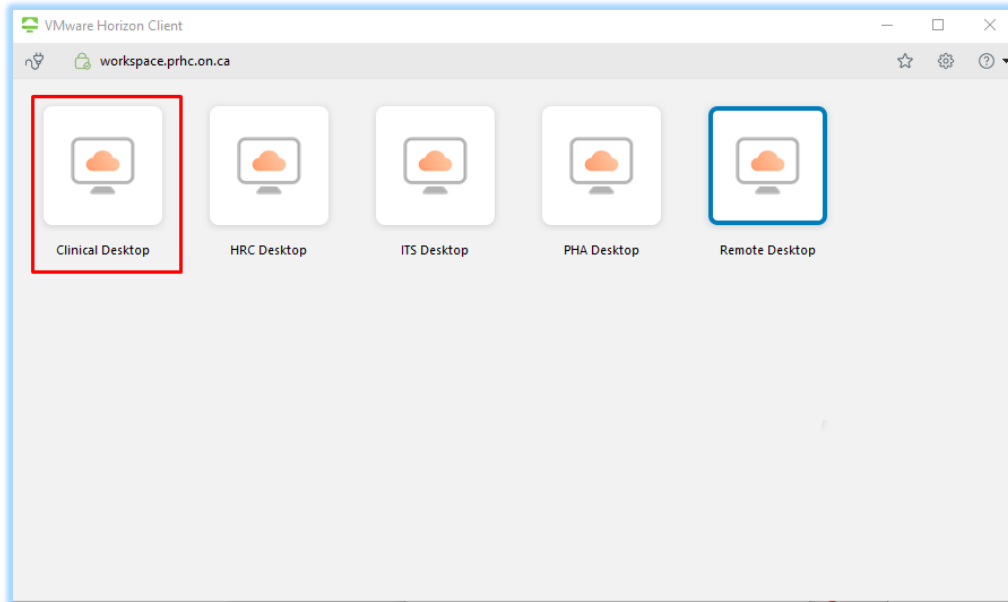 VMware Horizon Client
workspace.prhc.on.ca
Clinical Desktop
HRC Desktop
ITS Desktop
PHA Desktop
Remote Desktop